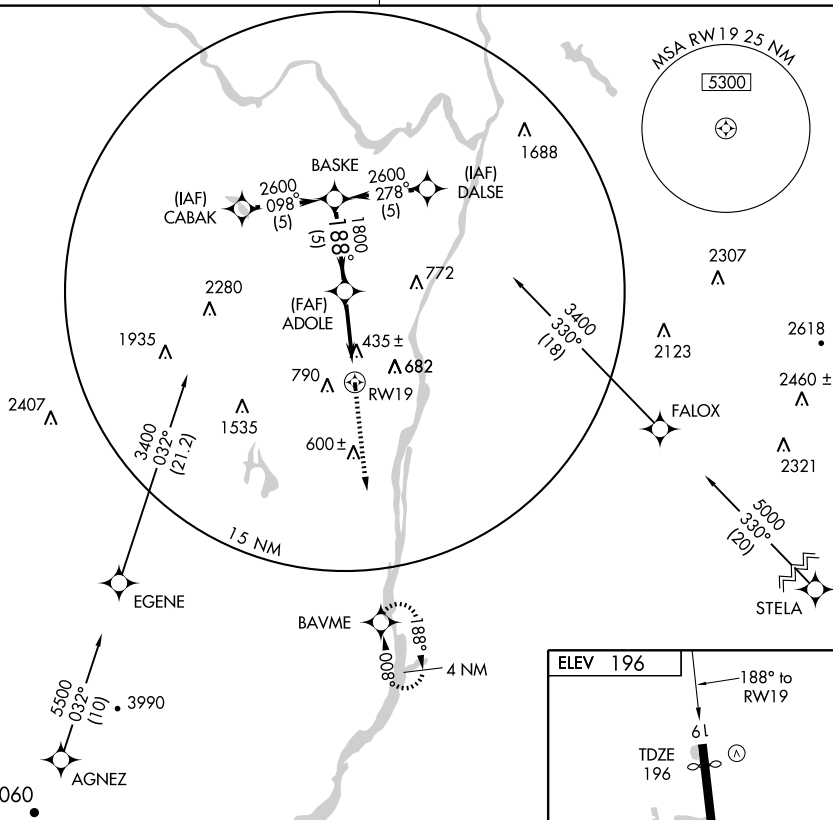 MSA RW19 25 NM
5300
1688
BASKE
(IAF)
CABAK
2600
098°
(5)
2600
278°
(5)
(IAF)
DALSE
1800
188°
(5)
772
2307
2280
(FAF)
ADOLE
3400
330°
(18)
2618
1935
435 ±
2123
682
790
RW19
2460 ±
2407
1535
FALOX
3400
032°
(21.2)
600 ±
2321
5000
330°
(20)
15 NM
EGENE
STELA
BAVME
188°
008°
4 NM
ELEV 196
188° to
RW19
5500
032°
(10)
3990
19
TDZE
196
AGNEZ
060